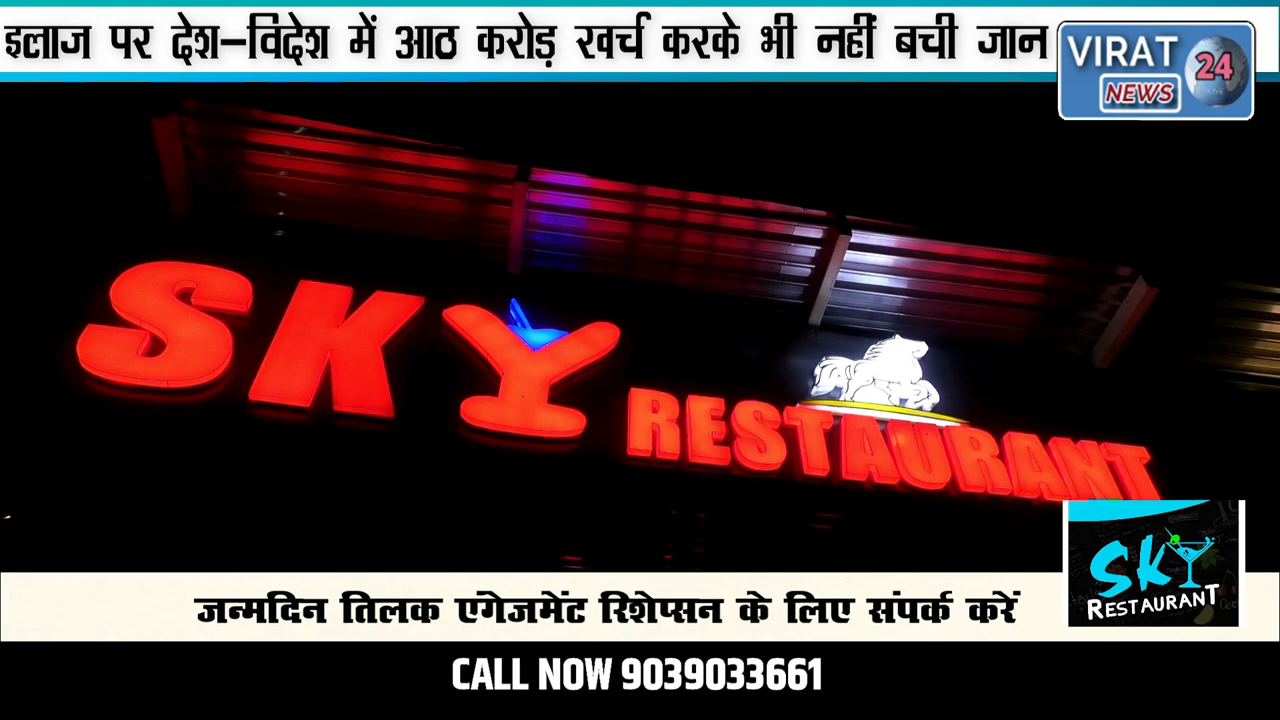 इलाज पर देश-विदेश में आठ करोड़ खर्च करके भी नहीं बची जान
VIRAT
NEWS
24
SKY
RESTAURANT
SKY
RESTAURANT
जन्मदिन तिलक एंगेजमेंट रिशेप्सन के लिए संपर्क करें
CALL NOW 9039033661